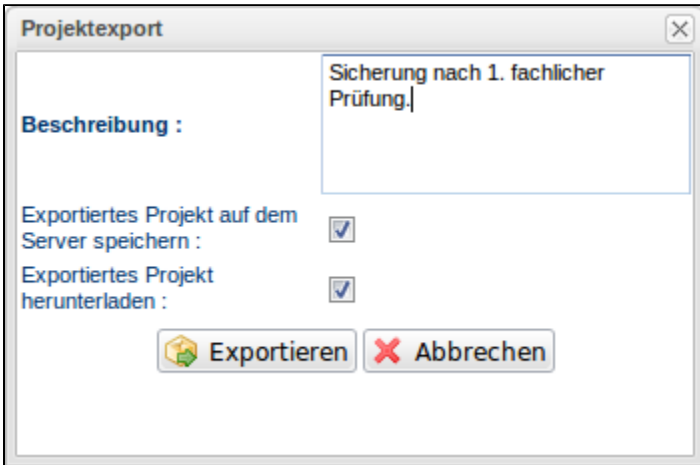 Projektexport
Sicherung nach 1. fachlicher
Prüfung.
Beschreibung :
Exportiertes Projekt auf dem
Server speichern :
Exportiertes Projekt
herunterladen :
Exportieren Abbrechen